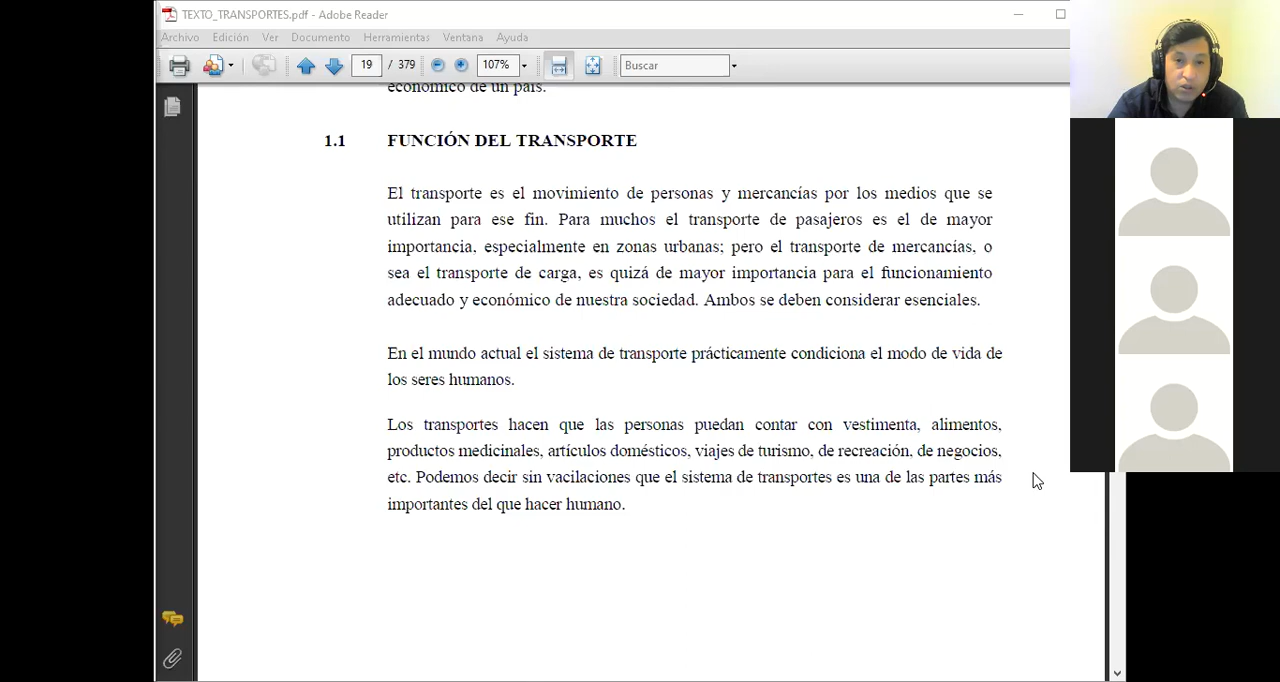 TEXTO_TRANSPORTES.pdf - Adobe Reader
Archivo Edición Ver Documento Herramientas Ventana Ayuda
19 / 379 107% Buscar
económico de un país.
1.1 FUNCIÓN DEL TRANSPORTE
El transporte es el movimiento de personas y mercancías por los medios que se
utilizan para ese fin. Para muchos el transporte de pasajeros es el de mayor
importancia, especialmente en zonas urbanas; pero el transporte de mercancías, o
sea el transporte de carga, es quizá de mayor importancia para el funcionamiento
adecuado y económico de nuestra sociedad. Ambos se deben considerar esenciales.
En el mundo actual el sistema de transporte prácticamente condiciona el modo de vida de
los seres humanos.
Los transportes hacen que las personas puedan contar con vestimenta, alimentos,
productos medicinales, artículos domésticos, viajes de turismo, de recreación, de negocios,
etc. Podemos decir sin vacilaciones que el sistema de transportes es una de las partes más
importantes del que hacer humano.